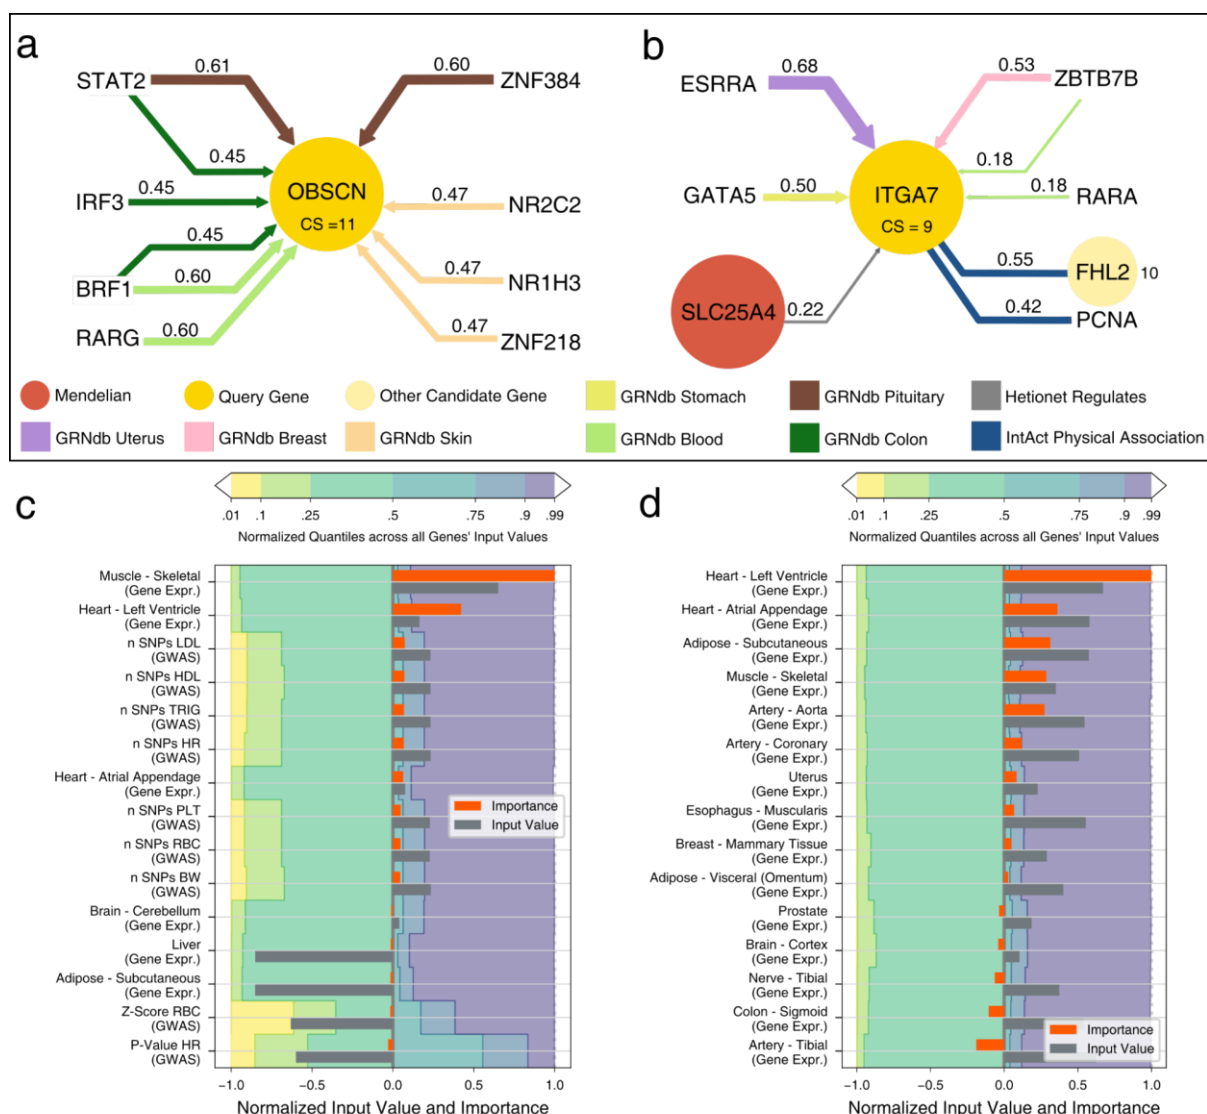 a
STAT2
0.61
0.60
ZNF384
0.45
IRF3
0.45
OBSCN
CS =11
0.47
NR2C2
0.45
BRF1
0.60
0.47
NR1H3
RARG
0.60
0.47
ZNF218
b
ESRRA
0.68
0.53
ZBTB7B
0.18
GATA5
0.50
ITGA7
CS = 9
0.18
RARA
SLC25A4
0.22
0.55
FHL2
10
0.42
PCNA
Mendelian
Query Gene
Other Candidate Gene
GRNdb Stomach
GRNdb Pituitary
Hetionet Regulates
GRNdb Uterus
GRNdb Breast
GRNdb Skin
GRNdb Blood
GRNdb Colon
IntAct Physical Association
c
.01 .1 .25 .5 .75 .9 .99
Normalized Quantiles across all Genes' Input Values
Muscle - Skeletal
(Gene Expr.)
Heart - Left Ventricle
(Gene Expr.)
n SNPs LDL
(GWAS)
n SNPs HDL
(GWAS)
n SNPs TRIG
(GWAS)
n SNPs HR
(GWAS)
Heart - Atrial Appendage
(Gene Expr.)
n SNPs PLT
(GWAS)
n SNPs RBC
(GWAS)
n SNPs BW
(GWAS)
Brain - Cerebellum
(Gene Expr.)
Liver
(Gene Expr.)
Adipose - Subcutaneous
(Gene Expr.)
Z-Score RBC
(GWAS)
P-Value HR
(GWAS)
Importance
Input Value
−1.0 −0.5 0.0 0.5 1.0
Normalized Input Value and Importance
d
.01 .1 .25 .5 .75 .9 .99
Normalized Quantiles across all Genes' Input Values
Heart - Left Ventricle
(Gene Expr.)
Heart - Atrial Appendage
(Gene Expr.)
Adipose - Subcutaneous
(Gene Expr.)
Muscle - Skeletal
(Gene Expr.)
Artery - Aorta
(Gene Expr.)
Artery - Coronary
(Gene Expr.)
Uterus
(Gene Expr.)
Esophagus - Muscularis
(Gene Expr.)
Breast - Mammary Tissue
(Gene Expr.)
Adipose - Visceral (Omentum)
(Gene Expr.)
Prostate
(Gene Expr.)
Brain - Cortex
(Gene Expr.)
Nerve - Tibial
(Gene Expr.)
Colon - Sigmoid
(Gene Expr.)
Artery - Tibial
(Gene Expr.)
Importance
Input Value
−1.0 −0.5 0.0 0.5 1.0
Normalized Input Value and Importance